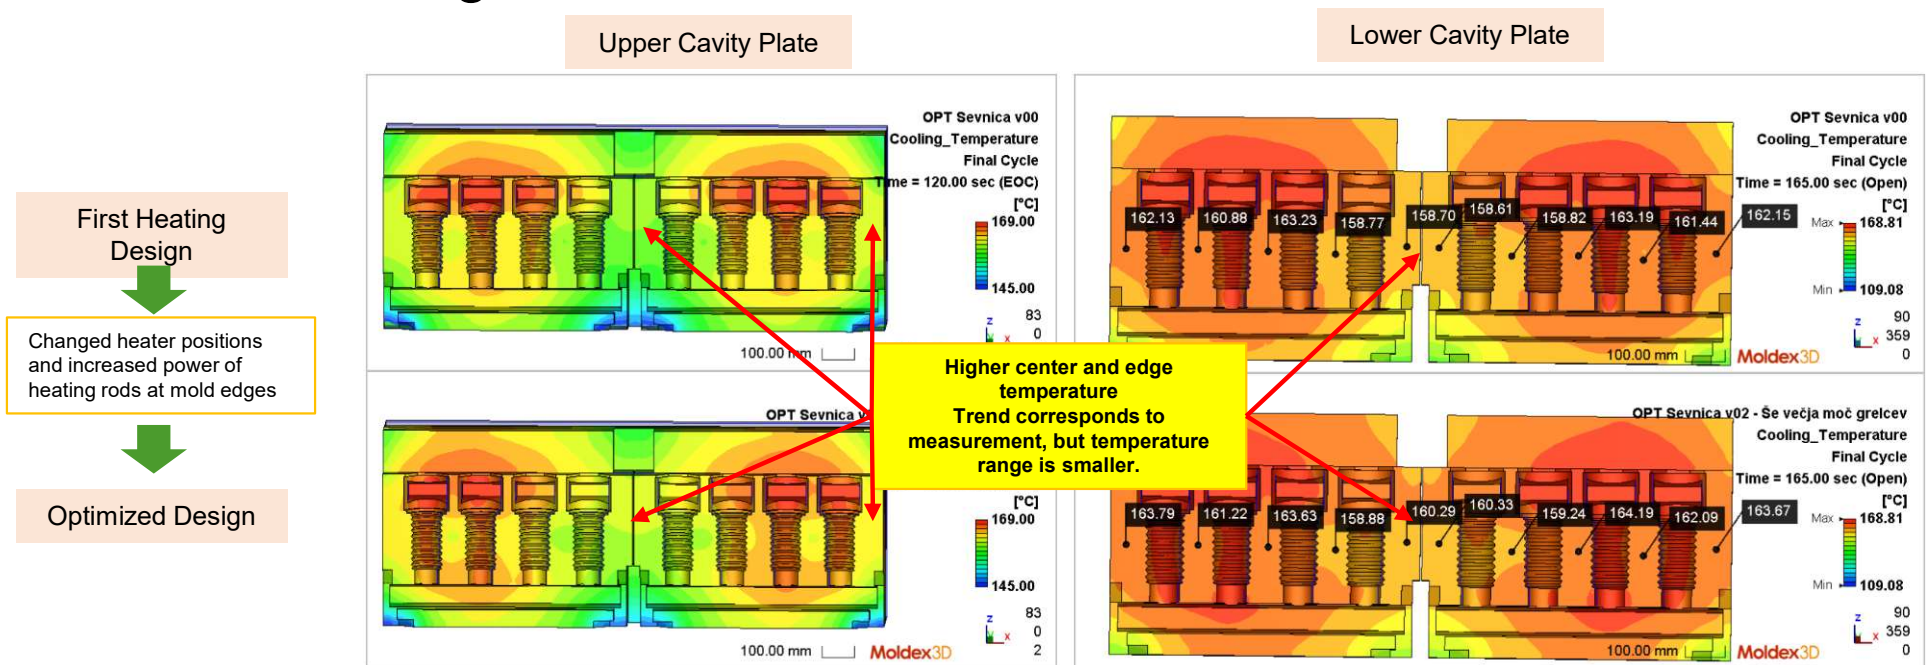 Upper Cavity Plate
Lower Cavity Plate
First Heating
Design
Changed heater positions
and increased power of
heating rods at mold edges
Optimized Design
OPT Sevnica v00
Cooling_Temperature
Final Cycle
Time = 120.00 sec (EOC)
[°C]
169.00
145.00
z
x
83
0
100.00 mm
OPT Sevnica v00
Cooling_Temperature
Final Cycle
Time = 165.00 sec (Open)
[°C]
162.13
160.88
163.23
158.77
158.70
158.61
158.82
163.19
161.44
162.15
Max
168.81
Min
109.08
z
x
90
359
0
100.00 mm
Moldex3D
Higher center and edge
temperature
Trend corresponds to
measurement, but temperature
range is smaller.
OPT Sevnica
[°C]
169.00
145.00
z
x
83
0
2
100.00 mm
Moldex3D
OPT Sevnica v02 - Še večja moč grelcev
Cooling_Temperature
Final Cycle
Time = 165.00 sec (Open)
[°C]
163.79
161.22
163.63
158.88
160.29
160.33
159.24
164.19
162.09
163.67
Max
168.81
Min
109.08
z
x
90
359
0
100.00 mm
Moldex3D